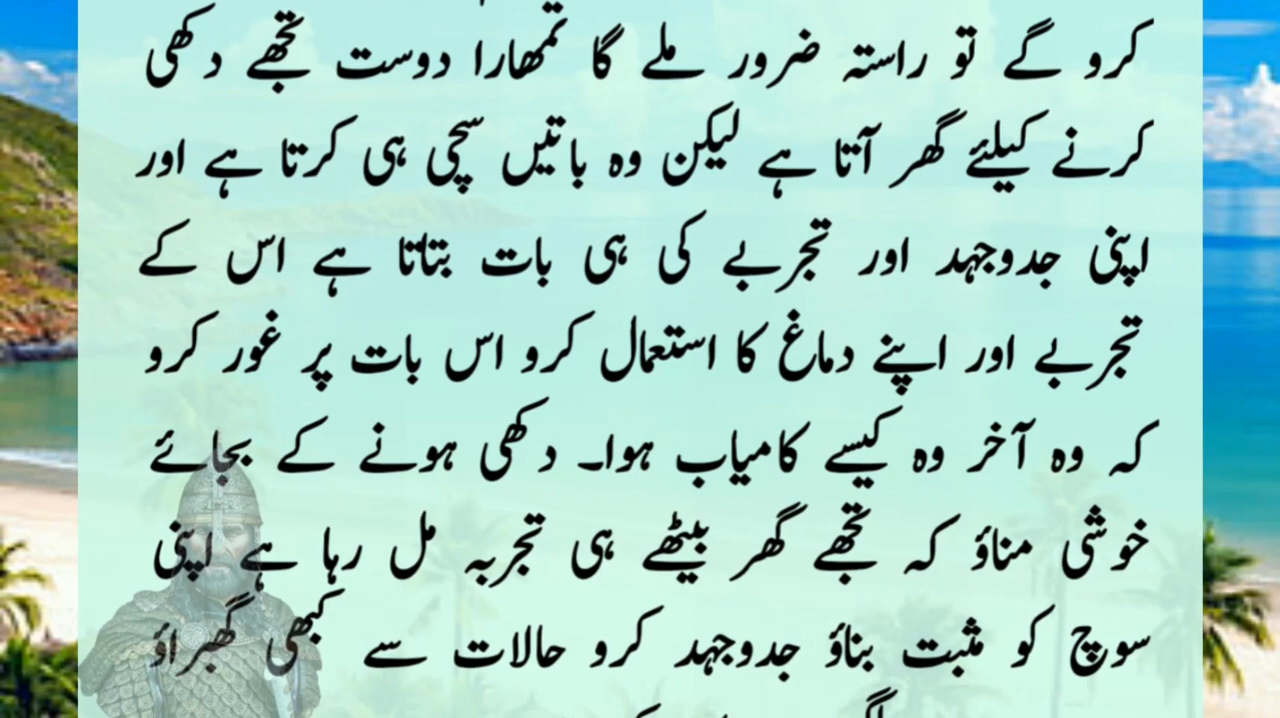 کرو گے تو راستہ ضرور ملے گا تمھارا دوست تجھے دکھی
کرنے کیلئے گھر آتا ہے لیکن وہ باتیں سچی ہی کرتا ہے اور
اپنی جدوجہد اور تجربے کی ہی بات بتاتا ہے اس کے
تجربے اور اپنے دماغ کا استعمال کرو اس بات پر غور کرو
کہ وہ آخر وہ کیسے کامیاب ہوا۔ دکھی ہونے کے بجائے
خوشی مناؤ کہ تجھے گھر بیٹھے ہی تجربہ مل رہا ہے اپنی
سوچ کو مثبت بناؤ جدوجہد کرو حالات سے کبھی گھبراؤ